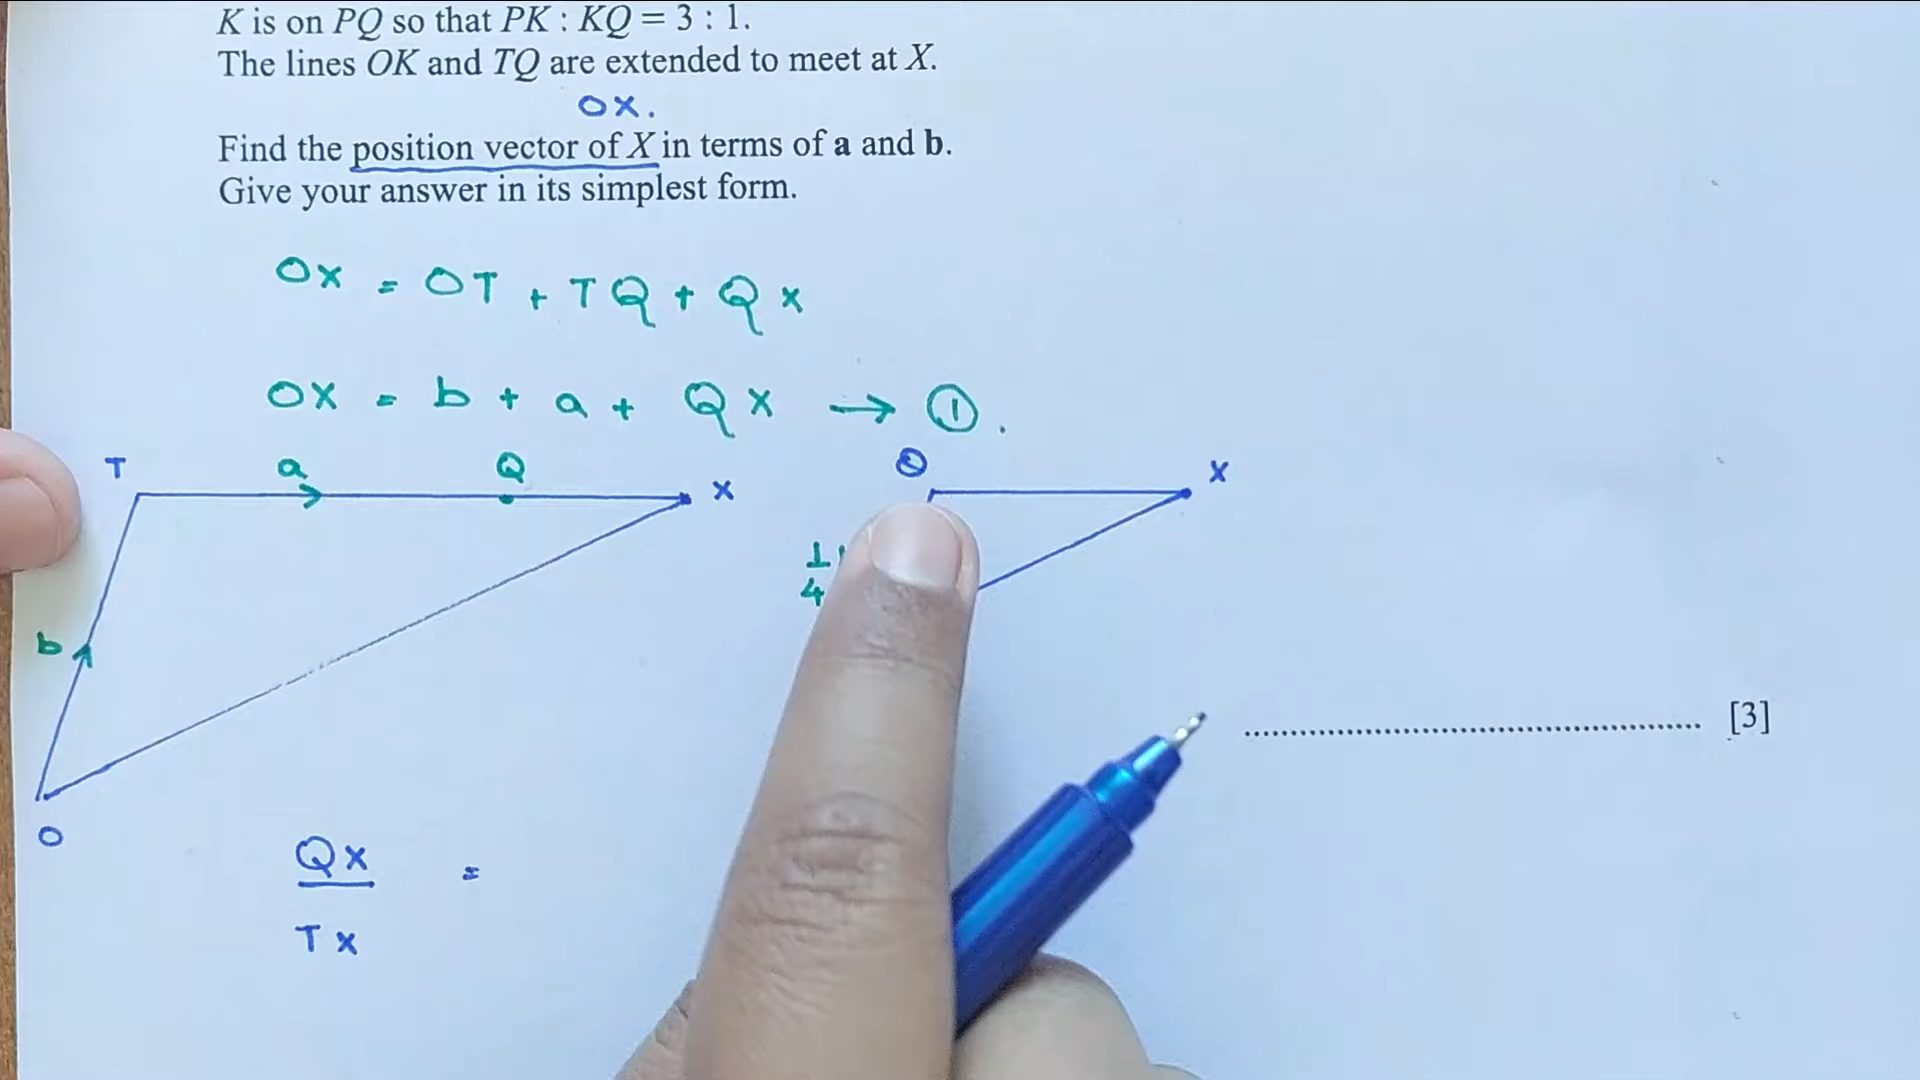 K is on PQ so that PK : KQ = 3 : 1.
The lines OK and TQ are extended to meet at X.
OX.
Find the position vector of X in terms of a and b.
Give your answer in its simplest form.
OX = OT + TQ + QX
OX = b + a + QX → ①.
T a Q X
Q X
1
4
b
[3]
O
QX =
TX